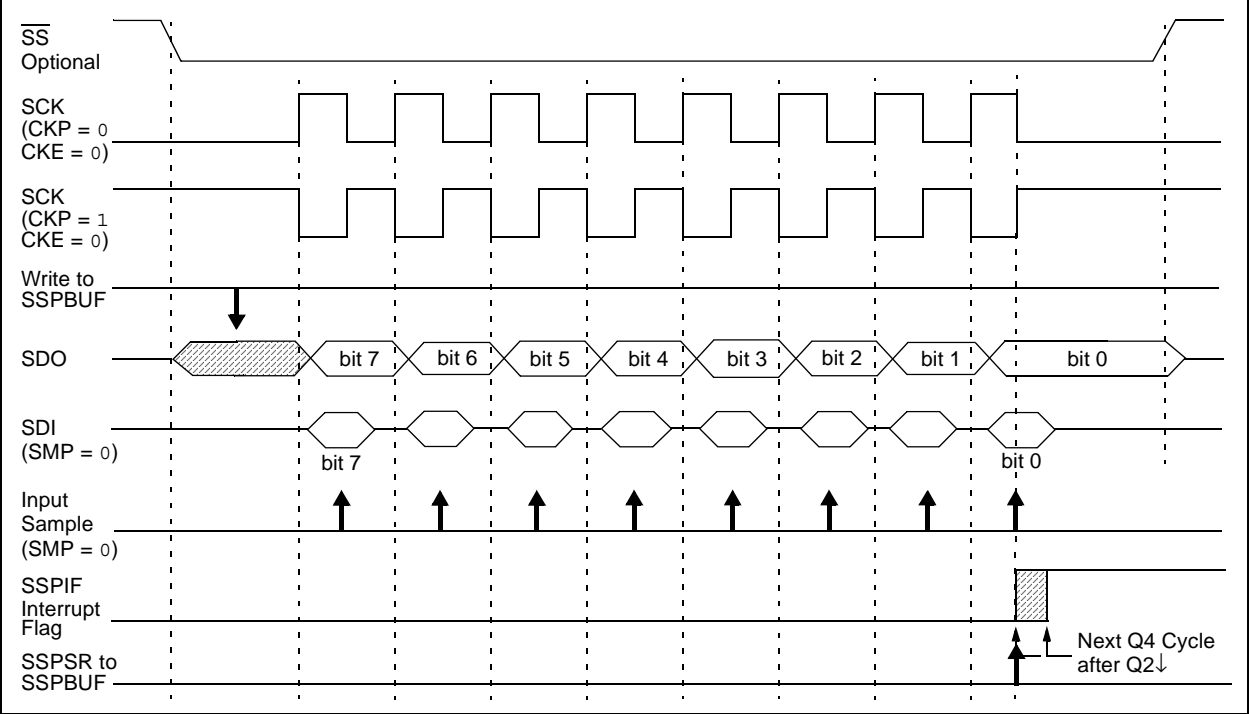 SS
Optional
SCK
(CKP = 0
CKE = 0)
SCK
(CKP = 1
CKE = 0)
Write to
SSPBUF
SDO
bit 7 bit 6 bit 5 bit 4 bit 3 bit 2 bit 1 bit 0
SDI
(SMP = 0)
bit 7 bit 0
Input
Sample
(SMP = 0)
SSPIF
Interrupt
Flag
Next Q4 Cycle
after Q2↓
SSPSR to
SSPBUF